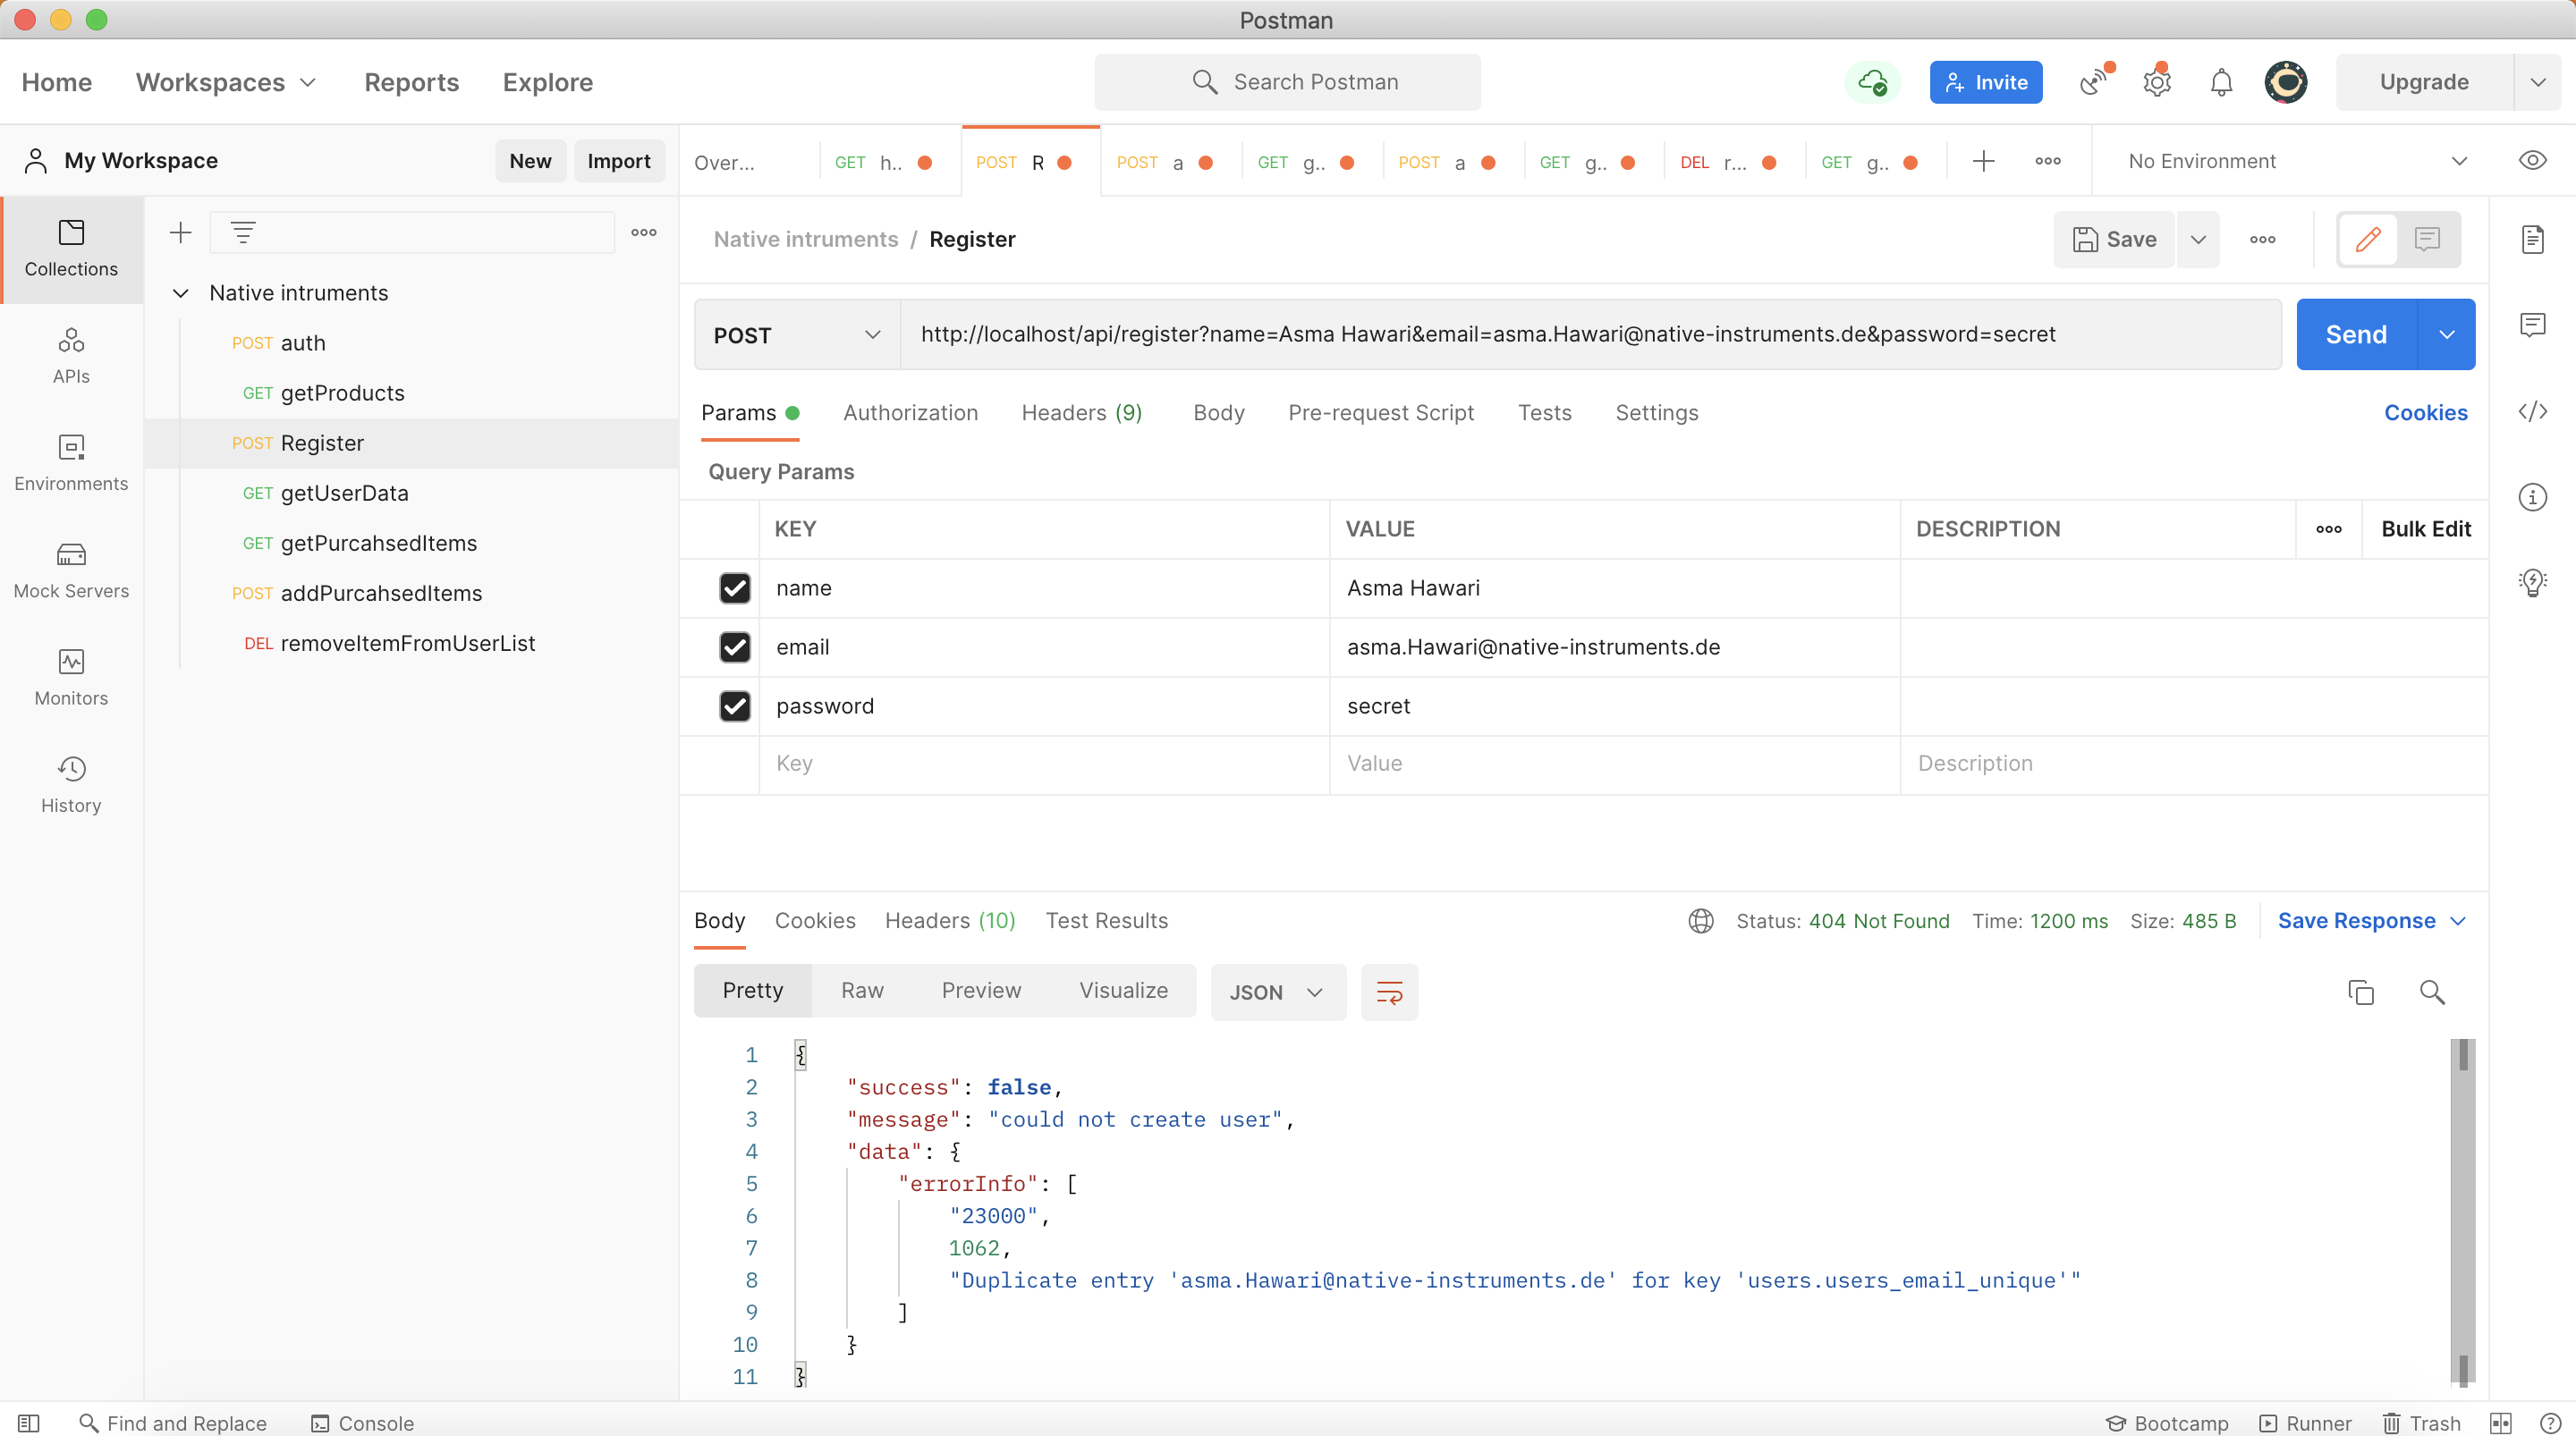 Postman
Home Workspaces Reports Explore Search Postman Invite Upgrade
My Workspace New Import Over... GET h.. POST R POST a GET g.. POST a GET g.. DEL r... GET g.. No Environment
Collections
APIs
Environments
Mock Servers
Monitors
History
Native intruments
POST auth
GET getProducts
POST Register
GET getUserData
GET getPurcahsedItems
POST addPurcahsedItems
DEL removeItemFromUserList
Native intruments / Register Save
POST http://localhost/api/register?name=Asma Hawari&email=asma.Hawari@native-instruments.de&password=secret Send
Params Authorization Headers (9) Body Pre-request Script Tests Settings Cookies
Query Params
KEY VALUE DESCRIPTION Bulk Edit
name Asma Hawari
email asma.Hawari@native-instruments.de
password secret
Key Value Description
Body Cookies Headers (10) Test Results Status: 404 Not Found Time: 1200 ms Size: 485 B Save Response
Pretty Raw Preview Visualize JSON
1 {
2 "success": false,
3 "message": "could not create user",
4 "data": {
5 "errorInfo": [
6 "23000",
7 1062,
8 "Duplicate entry 'asma.Hawari@native-instruments.de' for key 'users.users_email_unique'"
9 ]
10 }
11 }
Find and Replace Console Bootcamp Runner Trash